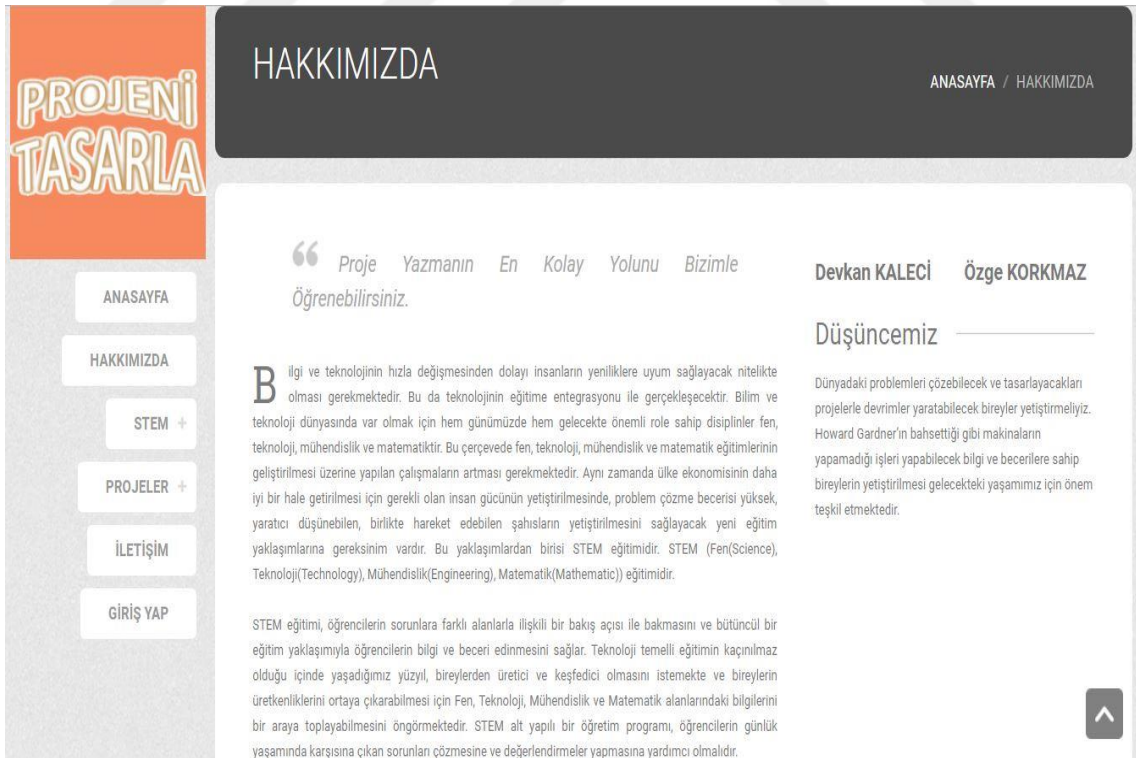 PROJENİ
TASARLA
ANASAYFA
HAKKIMIZDA
STEM +
PROJELER +
İLETİŞİM
GİRİŞ YAP
HAKKIMIZDA
ANASAYFA / HAKKIMIZDA
“ Proje Yazmanın En Kolay Yolunu Bizimle
Öğrenebilirsiniz.
Bilgi ve teknolojinin hızla değişmesinden dolayı insanların yeniliklere uyum sağlayacak nitelikte
olması gerekmektedir. Bu da teknolojinin eğitime entegrasyonu ile gerçekleşecektir. Bilim ve
teknoloji dünyasında var olmak için hem günümüzde hem gelecekte önemli role sahip disiplinler fen,
teknoloji, mühendislik ve matematiktir. Bu çerçevede fen, teknoloji, mühendislik ve matematik eğitimlerinin
geliştirilmesi üzerine yapılan çalışmaların artması gerekmektedir. Aynı zamanda ülke ekonomisinin daha
iyi bir hale getirilmesi için gerekli olan insan gücünün yetiştirilmesinde, problem çözme becerisi yüksek,
yaratıcı düşünebilen, birlikte hareket edebilen şahısların yetiştirilmesini sağlayacak yeni eğitim
yaklaşımlarına gereksinim vardır. Bu yaklaşımlardan birisi STEM eğitimidir. STEM (Fen(Science),
Teknoloji(Technology), Mühendislik(Engineering), Matematik(Mathematic)) eğitimidir.
STEM eğitimi, öğrencilerin sorunlara farklı alanlarla ilişkili bir bakış açısı ile bakmasını ve bütüncül bir
eğitim yaklaşımıyla öğrencilerin bilgi ve beceri edinmesini sağlar. Teknoloji temelli eğitimin kaçınılmaz
olduğu içinde yaşadığımız yüzyıl, bireylerden üretici ve keşfedici olmasını istemekte ve bireylerin
üretkenliklerini ortaya çıkarabilmesi için Fen, Teknoloji, Mühendislik ve Matematik alanlarındaki bilgilerini
bir araya toplayabilmesini öngörmektedir. STEM alt yapılı bir öğretim programı, öğrencilerin günlük
yaşamında karşısına çıkan sorunları çözmesine ve değerlendirmeler yapmasına yardımcı olmalıdır.
Devkan KALECİ Özge KORKMAZ
Düşüncemiz
Dünyadaki problemleri çözebilecek ve tasarlayacakları
projelerle devrimler yaratabilecek bireyler yetiştirmeliyiz.
Howard Gardner'ın bahsettiği gibi makinaların
yapamadığı işleri yapabilecek bilgi ve becerilere sahip
bireylerin yetiştirilmesi gelecekteki yaşamımız için önem
teşkil etmektedir.